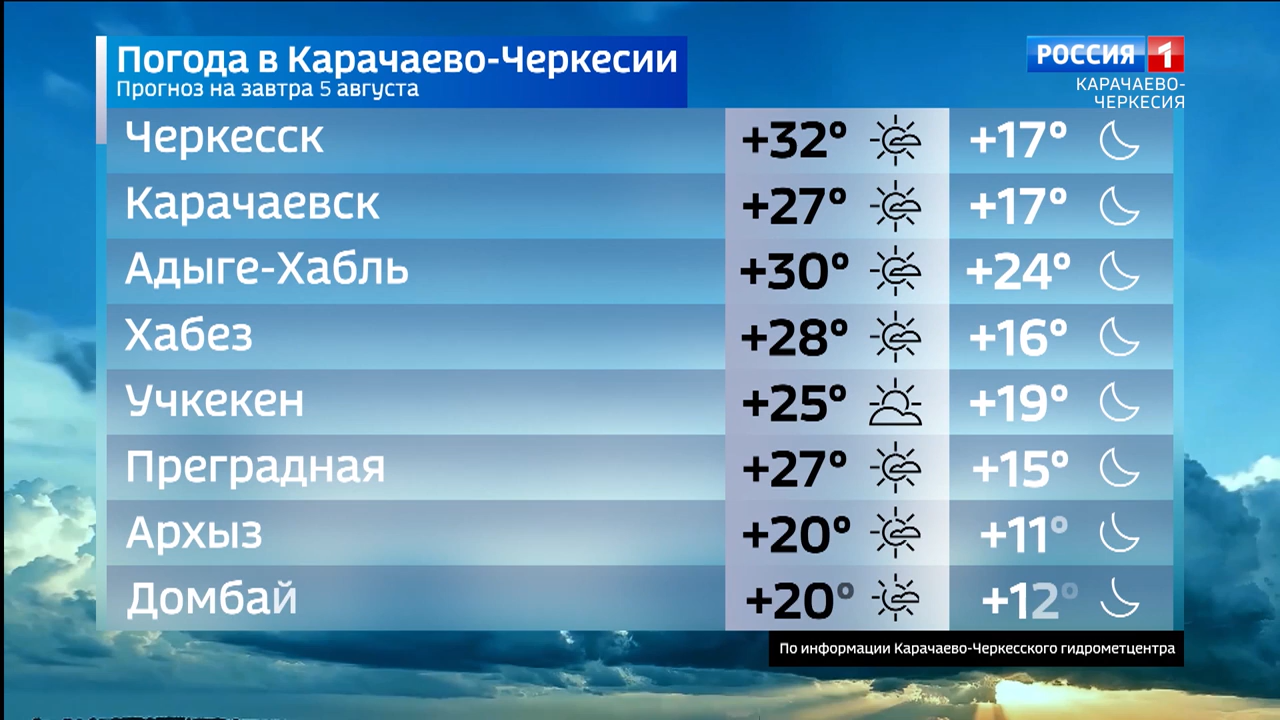 Погода в Карачаево-Черкесии
Прогноз на завтра 5 августа
РОССИЯ 1
КАРАЧАЕВО-
ЧЕРКЕСИЯ
Черкесск +32° +17°
Карачаевск +27° +17°
Адыге-Хабль +30° +24°
Хабез +28° +16°
Учкекен +25° +19°
Преградная +27° +15°
Архыз +20° +11°
Домбай +20° +12°
По информации Карачаево-Черкесского гидрометцентра